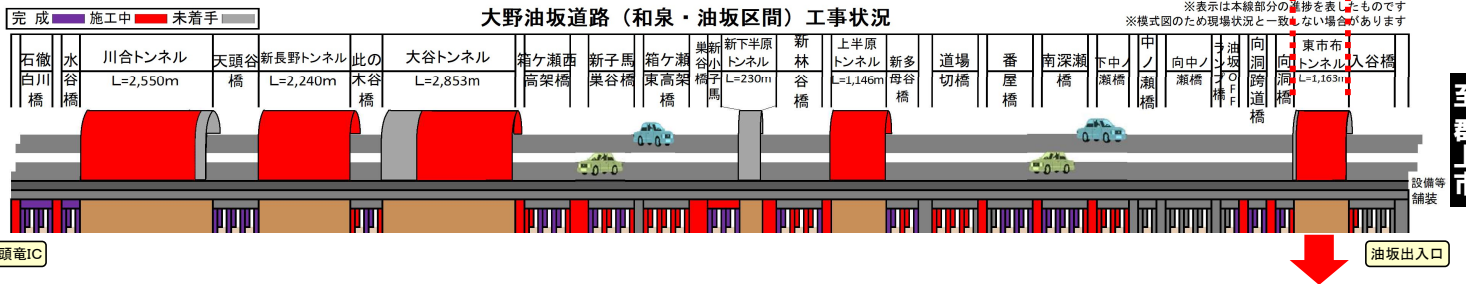 完 成 施工中 未着手
大野油坂道路（和泉・油坂区間）工事状況
※表示は本線部分の進捗を表したものです
※模式図のため現場状況と一致しない場合があります
石徹白川橋
水谷橋
川合トンネル
L=2,550m
天頭谷橋
新長野トンネル
L=2,240m
此の木谷橋
大谷トンネル
L=2,853m
箱ケ瀬西高架橋
新子馬巣谷橋
箱ケ瀬東高架橋
新小子馬巣谷橋
新下半原トンネル
L=230m
新林谷橋
上半原トンネル
L=1,146m
新多母谷橋
道場切橋
番屋橋
南深瀬橋
下中ノ瀬橋
中ノ瀬橋
向中ノ瀬橋
油坂OFFランプ橋
向洞跨道橋
向洞橋
東市布トンネル
L=1,163m
入谷橋
至 郡上市
設備等
舗装
頭竜IC
油坂出入口